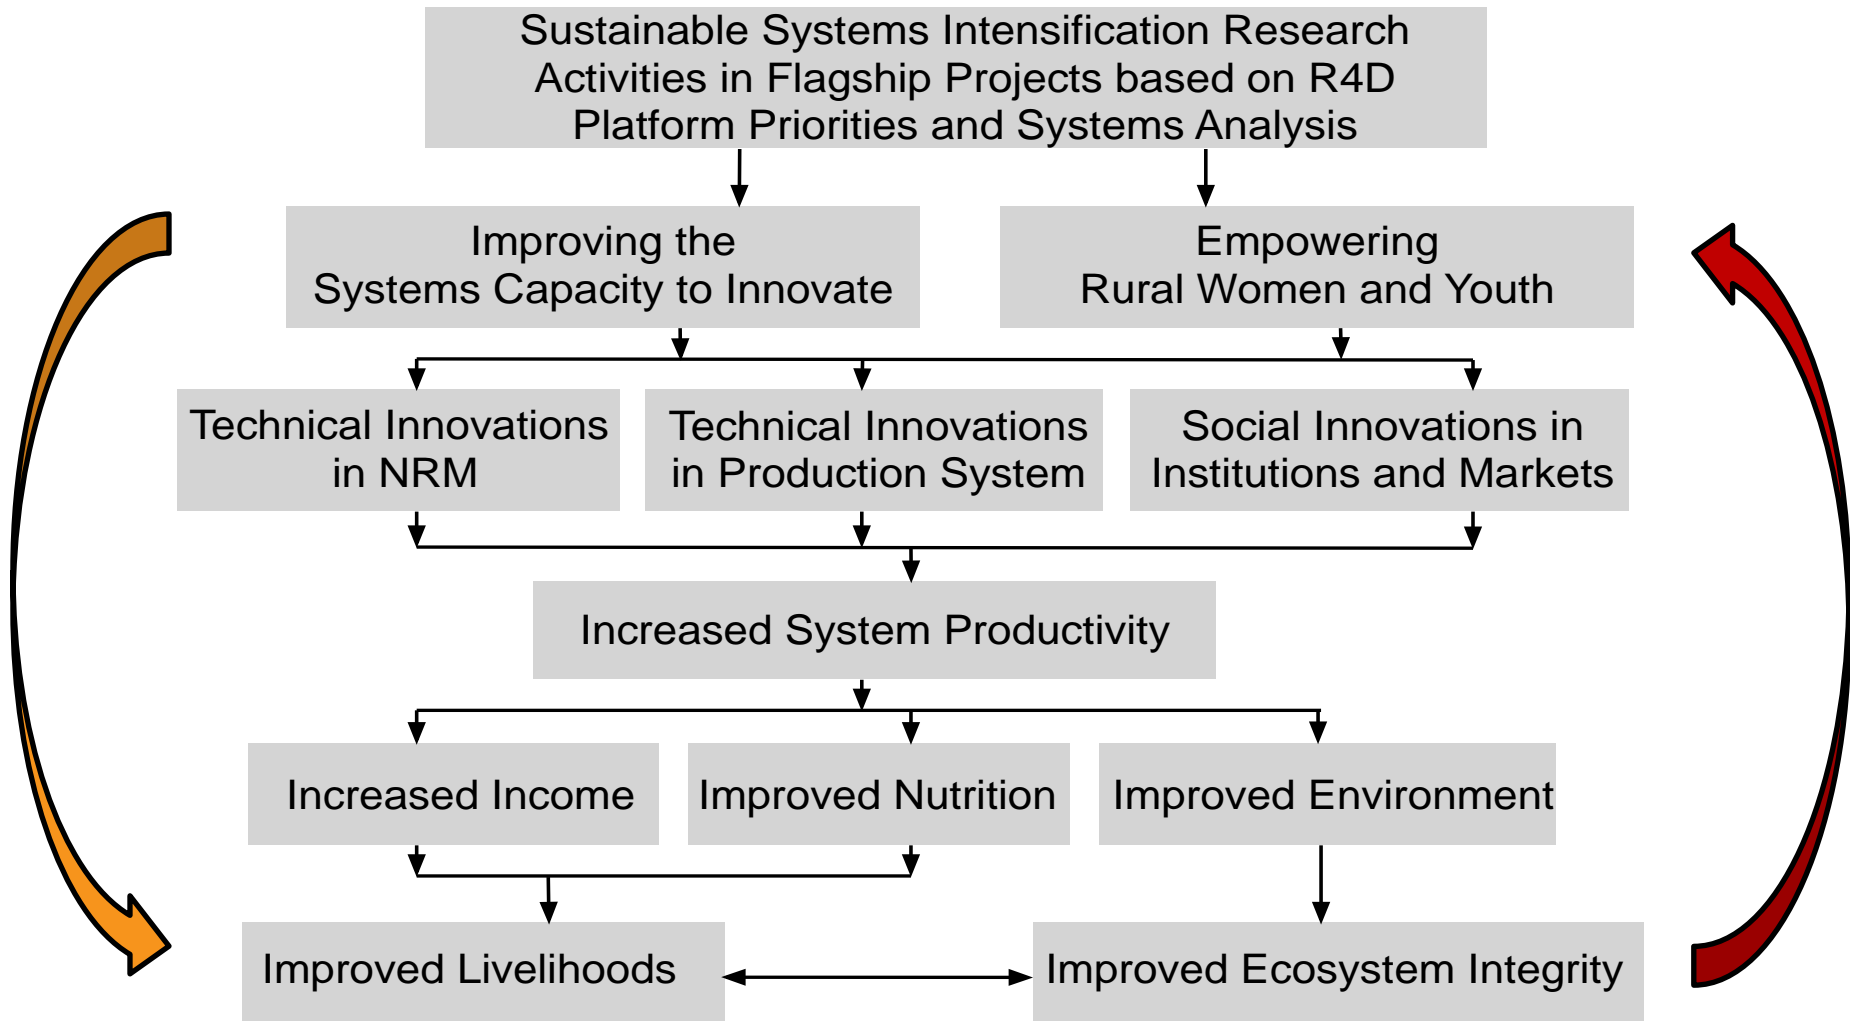 Sustainable Systems Intensification Research
Activities in Flagship Projects based on R4D
Platform Priorities and Systems Analysis
Improving the
Systems Capacity to Innovate
Empowering
Rural Women and Youth
Technical Innovations
in NRM
Technical Innovations
in Production System
Social Innovations in
Institutions and Markets
Increased System Productivity
Increased Income
Improved Nutrition
Improved Environment
Improved Livelihoods
Improved Ecosystem Integrity